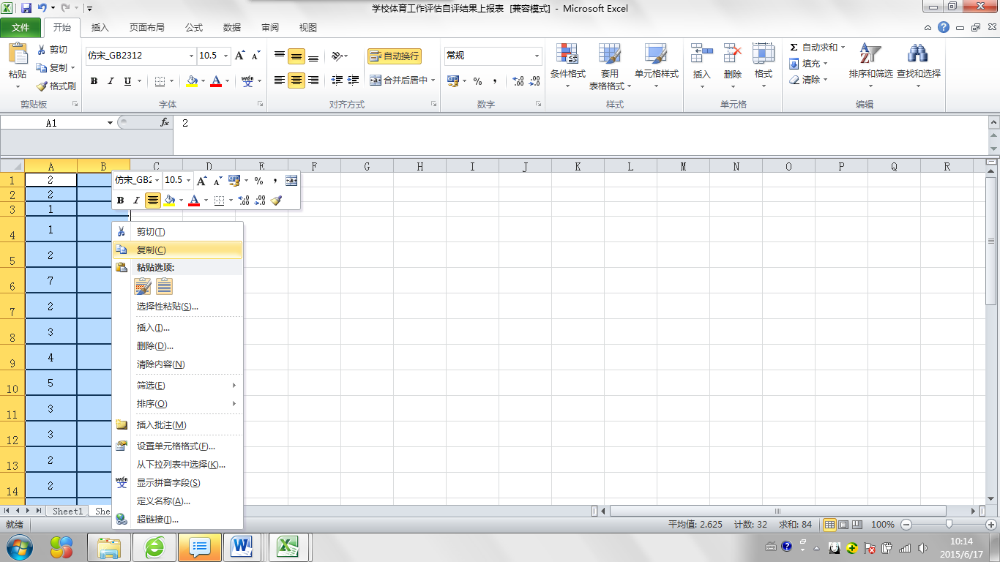 学校体育工作评估自评结果上报表 [兼容模式] - Microsoft Excel
文件 开始 插入 页面布局 公式 数据 审阅 视图
粘贴 剪切 复制 格式刷 剪贴板
仿宋_GB2312 10.5 A A
B I U A wén 文 字体
自动换行 合并后居中 对齐方式
常规 % , .00 .00 数字
条件格式 套用表格格式 单元格样式 样式
插入 删除 格式 单元格
Σ 自动求和 填充 清除 排序和筛选 查找和选择 编辑
A1 fx 2
A B C D E F G H I J K L M N O P Q R
1 2
2 2
3 1
4 1
5 2
6 7
7 2
8 3
9 4
10 5
11 3
12 3
13 2
14 2
仿宋_GB2 10.5 A A % ,
B I A .00 .00
剪切(T)
复制(C)
粘贴选项:
选择性粘贴(S)...
插入(I)...
删除(D)...
清除内容(N)
筛选(E)
排序(O)
插入批注(M)
设置单元格格式(F)...
从下拉列表中选择(K)...
wén 文 显示拼音字段(S)
定义名称(A)...
超链接(I)...
Sheet1 She
就绪 平均值: 2.625 计数: 32 求和: 84 100%
10:14
2015/6/17